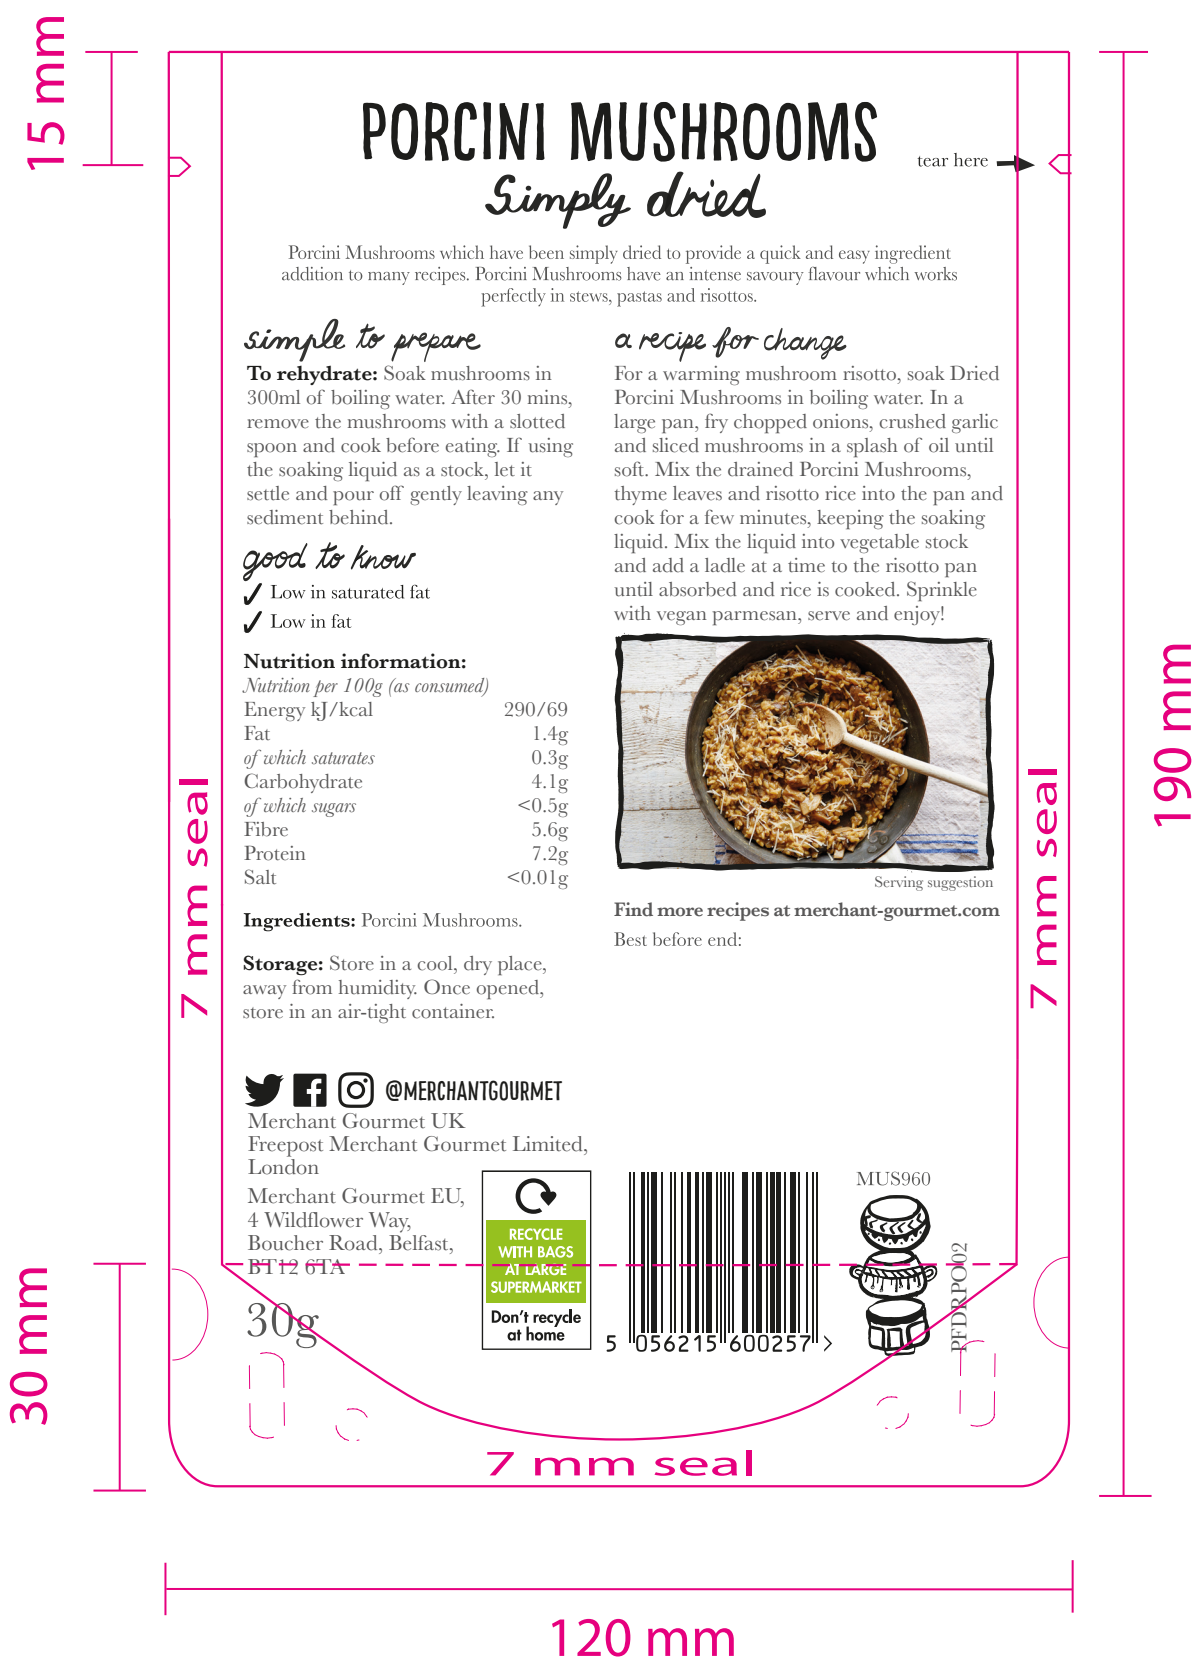 15 mm
PORCINI MUSHROOMS
Simply dried
tear here
Porcini Mushrooms which have been simply dried to provide a quick and easy ingredient
addition to many recipes. Porcini Mushrooms have an intense savoury flavour which works
perfectly in stews, pastas and risottos.
simple to prepare
To rehydrate: Soak mushrooms in
300ml of boiling water. After 30 mins,
remove the mushrooms with a slotted
spoon and cook before eating. If using
the soaking liquid as a stock, let it
settle and pour off gently leaving any
sediment behind.
good to know
Low in saturated fat
Low in fat
Nutrition information:
Nutrition per 100g (as consumed)
Energy kJ/kcal 290/69
Fat 1.4g
of which saturates 0.3g
Carbohydrate 4.1g
of which sugars <0.5g
Fibre 5.6g
Protein 7.2g
Salt <0.01g
Ingredients: Porcini Mushrooms.
Storage: Store in a cool, dry place,
away from humidity. Once opened,
store in an air-tight container.
a recipe for change
For a warming mushroom risotto, soak Dried
Porcini Mushrooms in boiling water. In a
large pan, fry chopped onions, crushed garlic
and sliced mushrooms in a splash of oil until
soft. Mix the drained Porcini Mushrooms,
thyme leaves and risotto rice into the pan and
cook for a few minutes, keeping the soaking
liquid. Mix the liquid into vegetable stock
and add a ladle at a time to the risotto pan
until absorbed and rice is cooked. Sprinkle
with vegan parmesan, serve and enjoy!
Serving suggestion
Find more recipes at merchant-gourmet.com
Best before end:
7 mm seal
7 mm seal
190 mm
@MERCHANTGOURMET
Merchant Gourmet UK
Freepost Merchant Gourmet Limited,
London
Merchant Gourmet EU,
4 Wildflower Way,
Boucher Road, Belfast,
BT12 6TA
30g
RECYCLE
WITH BAGS
AT LARGE
SUPERMARKET
Don't recycle
at home
5 056215 600257 >
MUS960
PFDRPO02
30 mm
7 mm seal
120 mm